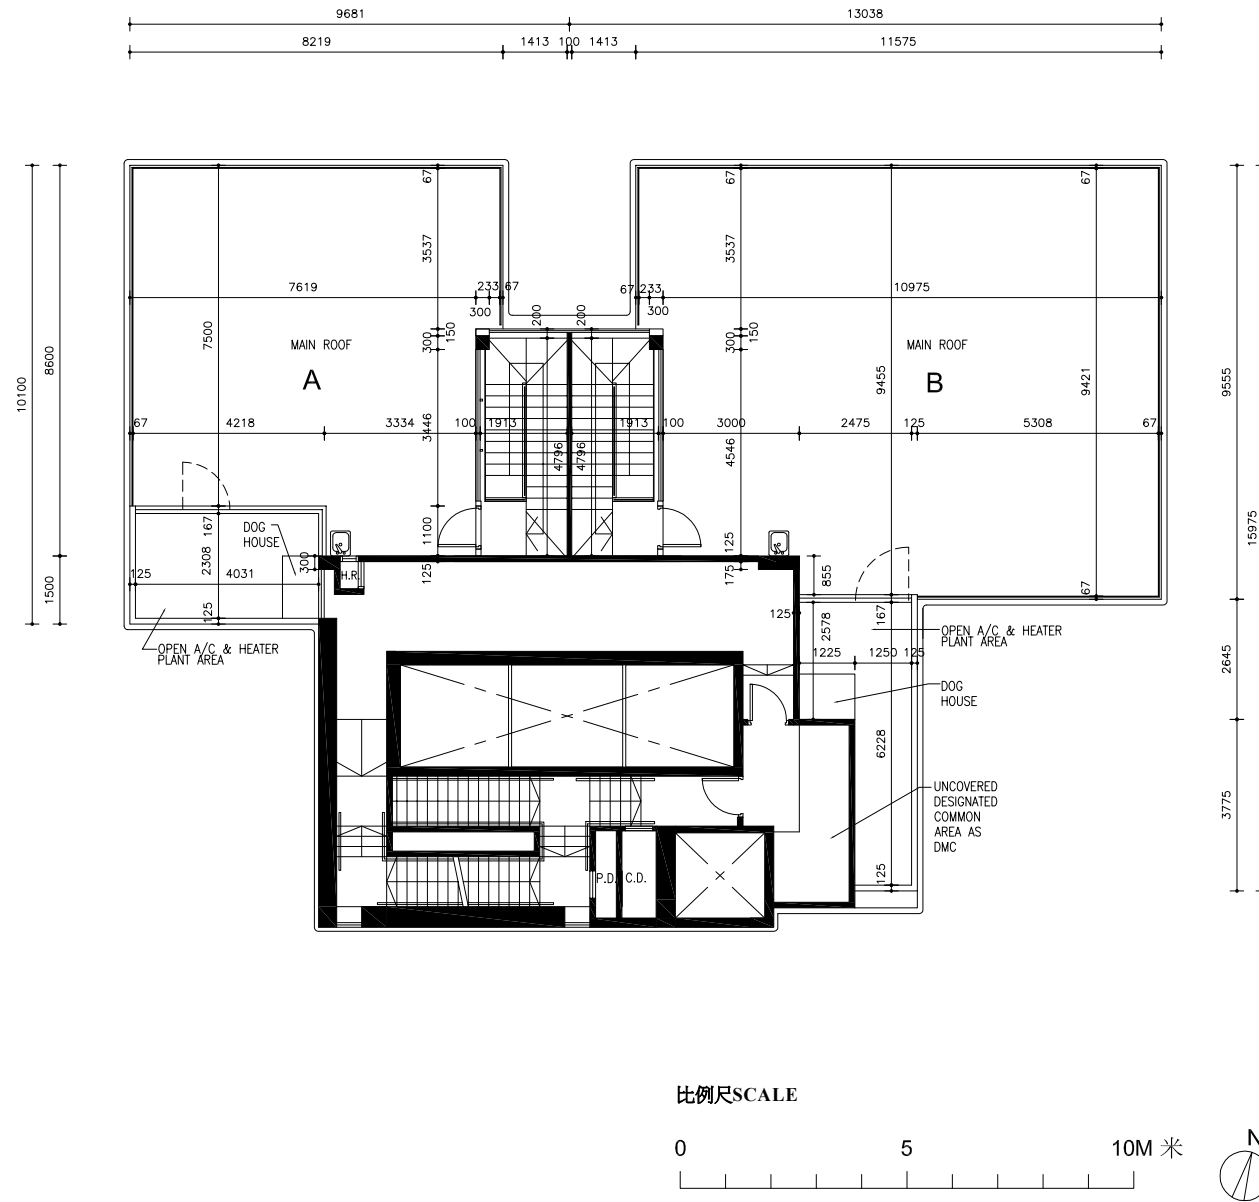 9681 13038
8219 1413 100 1413 11575
67 67 67
3537 3537
7619 233 67 67 233 10975
300 300
200 200
150 150
300 300
7500 8600 10100
MAIN ROOF MAIN ROOF
A B
9455 9421 9555
67 4218 3334 100 1913 1913 100 3000 2475 125 5308 67
3446 4796 4796 4546
15975
167 1100 125
DOG
HOUSE
2308 300 125 175 855 67
1500
125 4031 H.R.
125 125 2578 167
OPEN A/C & HEATER
PLANT AREA
OPEN A/C & HEATER
PLANT AREA
1225 1250 125
2645
DOG
HOUSE
6228
UNCOVERED
DESIGNATED
COMMON
AREA AS
DMC
3775
P.D. C.D.
125
比例尺SCALE
0 5 10M 米
N